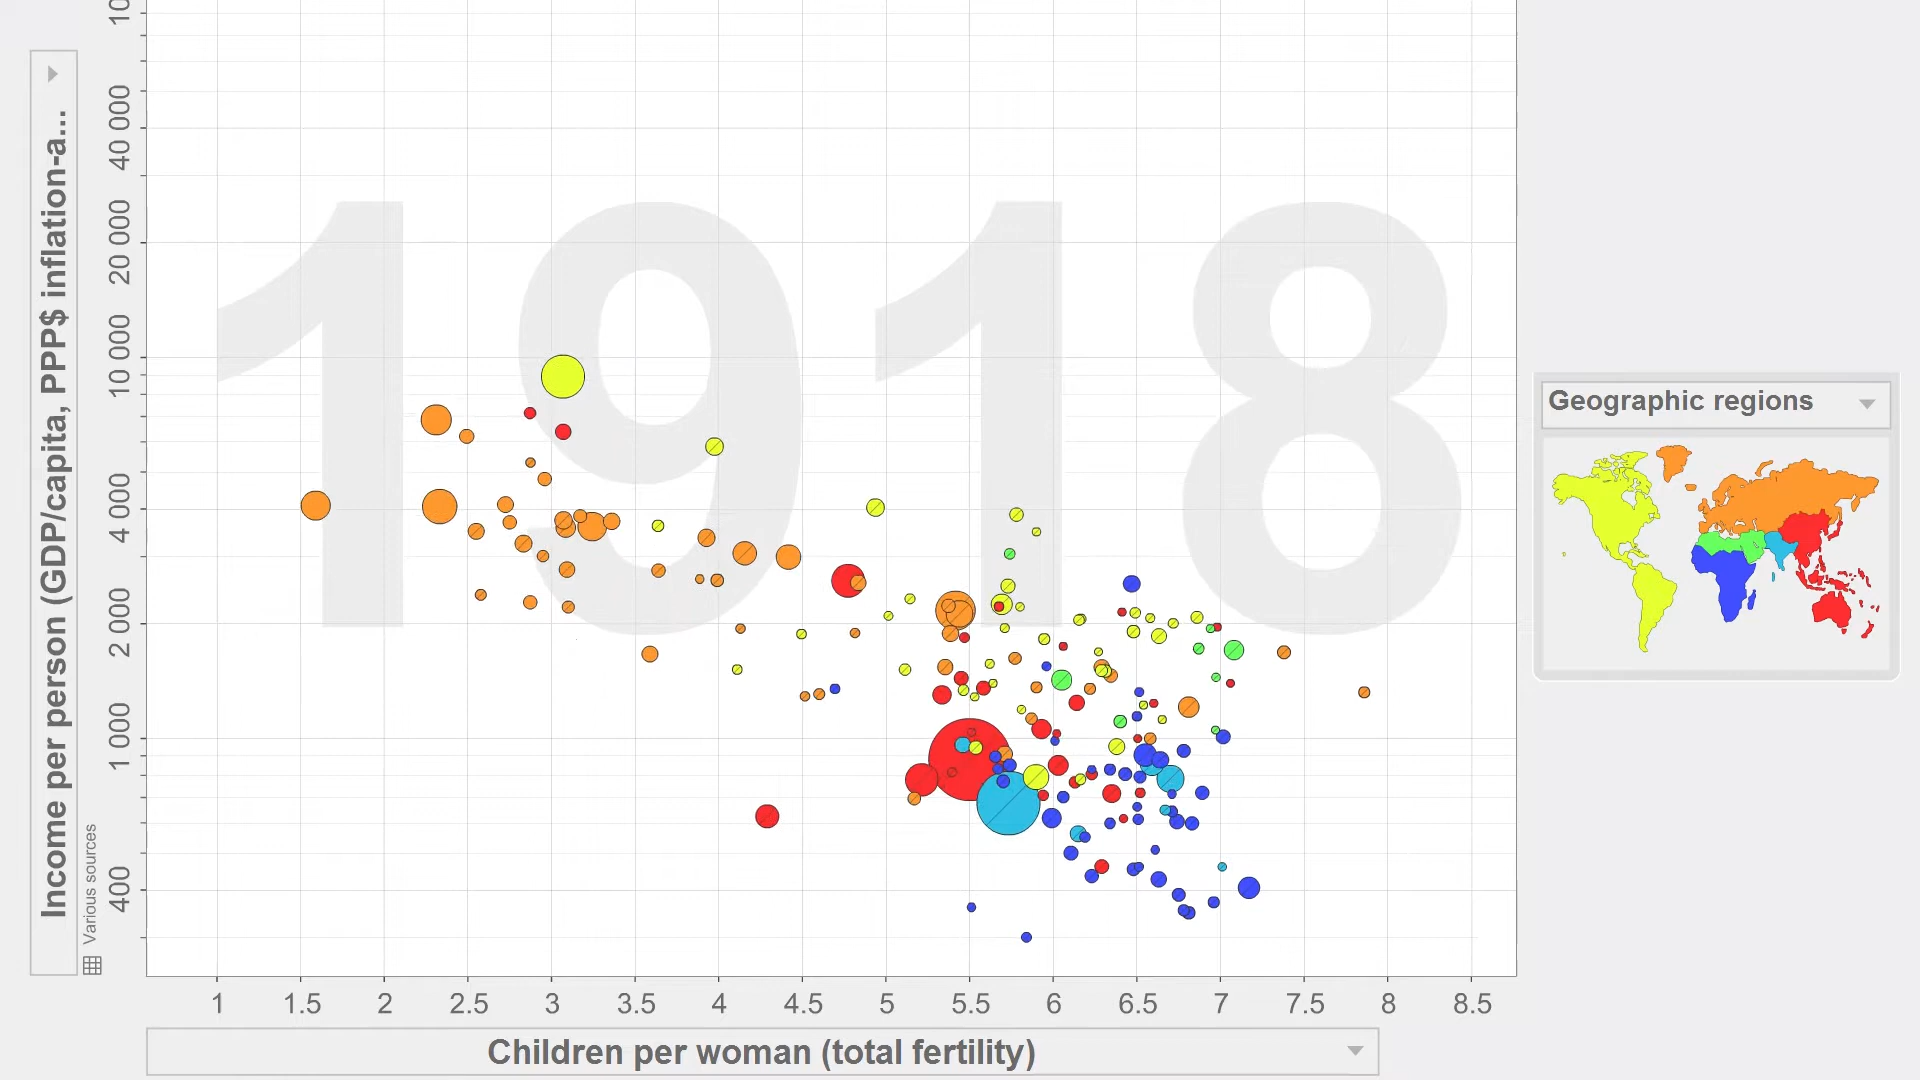 1918
10
40 000
20 000
10 000
4 000
2 000
1 000
400
Income per person (GDP/capita, PPP$ inflation-a...
Various sources
1 1.5 2 2.5 3 3.5 4 4.5 5 5.5 6 6.5 7 7.5 8 8.5
Children per woman (total fertility)
Geographic regions